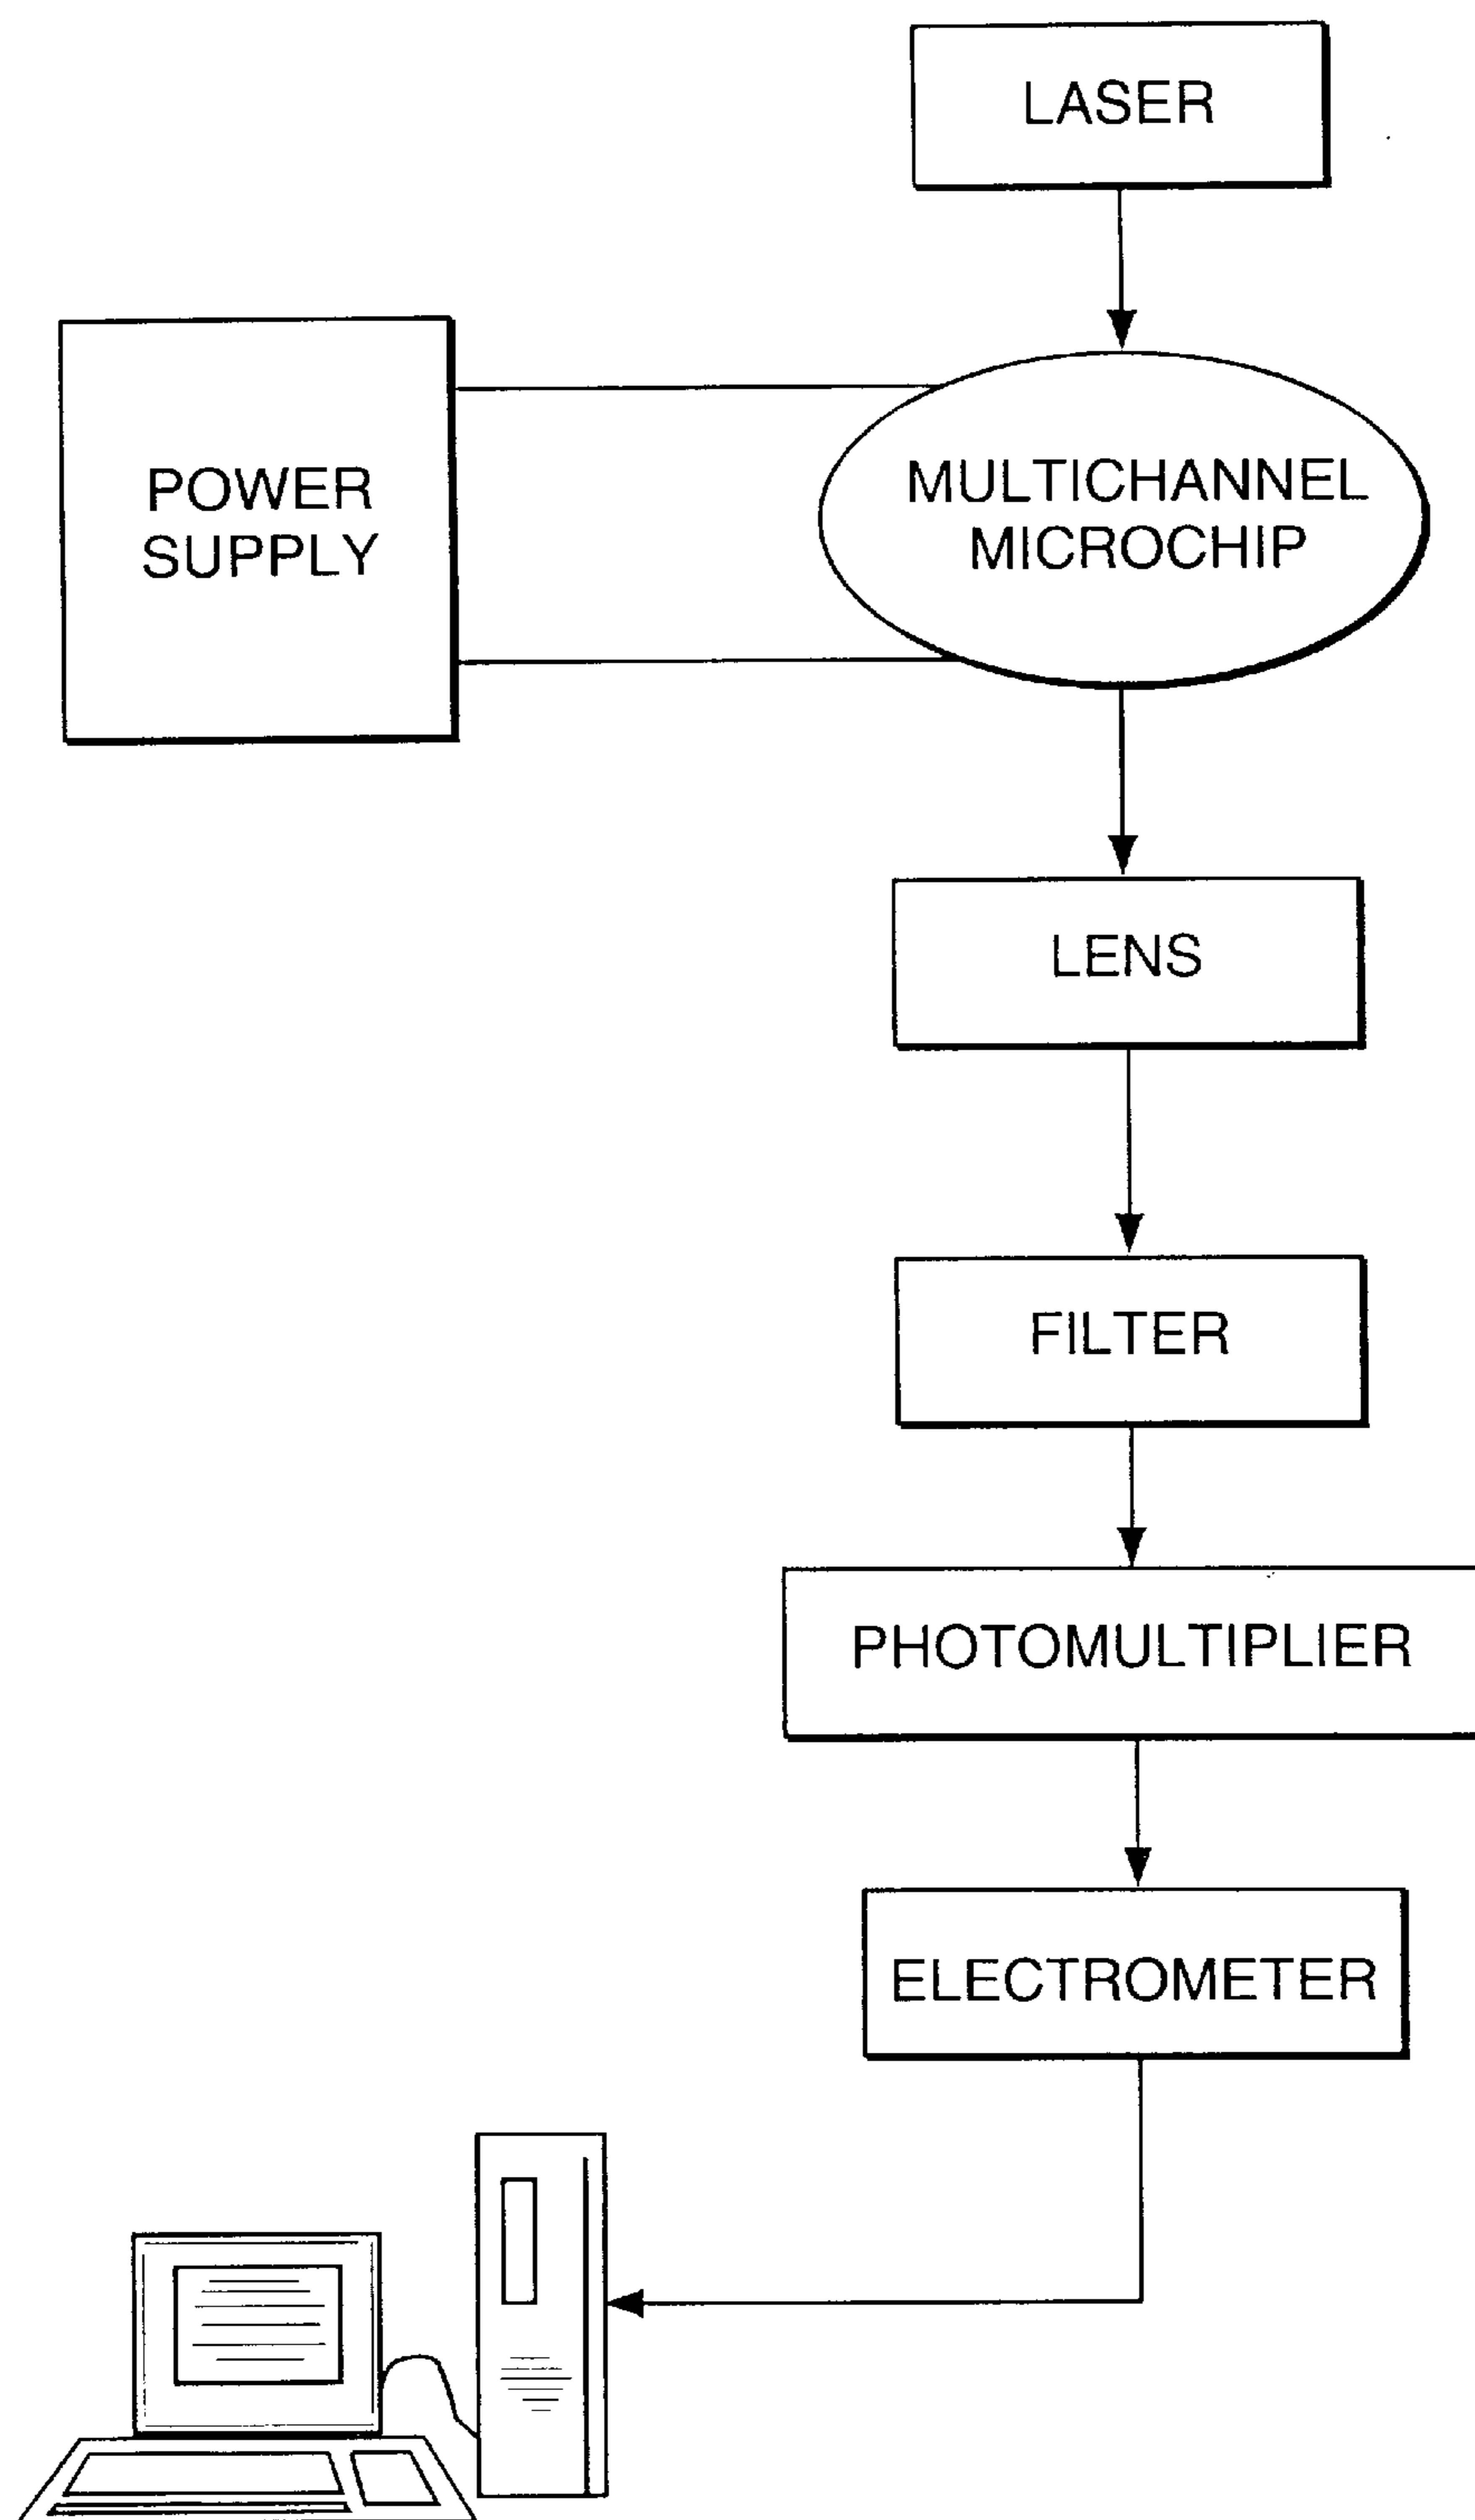 LASER
POWER
SUPPLY
MULTICHANNEL
MICROCHIP
LENS
FILTER
PHOTOMULTIPLIER
ELECTROMETER